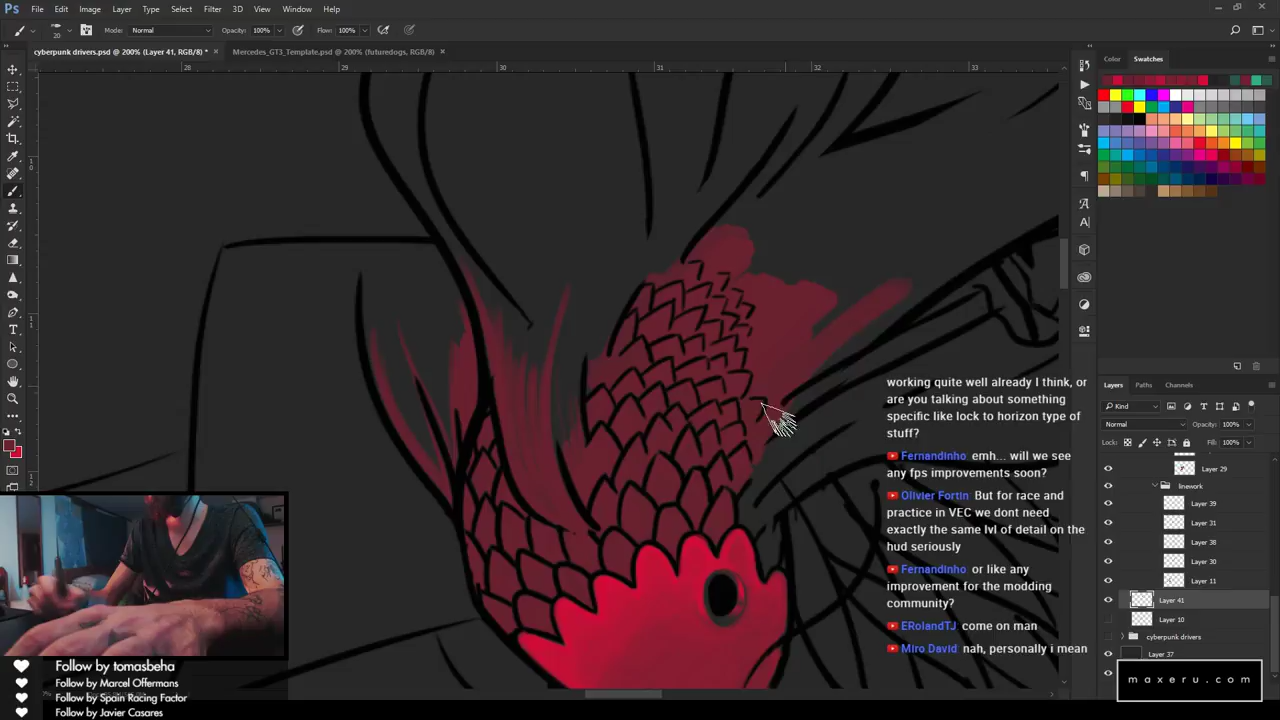 Ps File Edit Image Layer Type Select Filter 3D View Window Help
20 Mode: Normal Opacity: 100% Flow: 100%
cyberpunk drivers.psd @ 200% (Layer 41, RGB/8) * × Mercedes_GT3_Template.psd @ 200% (futuredogs, RGB/8) ×
28 29 30 31 32 33
Color Swatches
working quite well already I think, or
are you talking about something
specific like lock to horizon type of
stuff?
Fernandinho emh... will we see
any fps improvements soon?
Olivier Fortin But for race and
practice in VEC we dont need
exactly the same lvl of detail on the
hud seriously
Fernandinho or like any
improvement for the modding
community?
ERolandTJ come on man
Miro David nah, personally i mean
Layers Paths Channels
Kind
Normal Opacity: 100%
Lock: Fill: 100%
Layer 29
linework
Layer 39
Layer 31
Layer 38
Layer 30
Layer 11
Layer 41
Layer 10
cyberpunk drivers
Layer 37
maxeru.com
Follow by tomasbeha
Follow by Marcel Offermans
Follow by Spain Racing Factor
Follow by Javier Casares